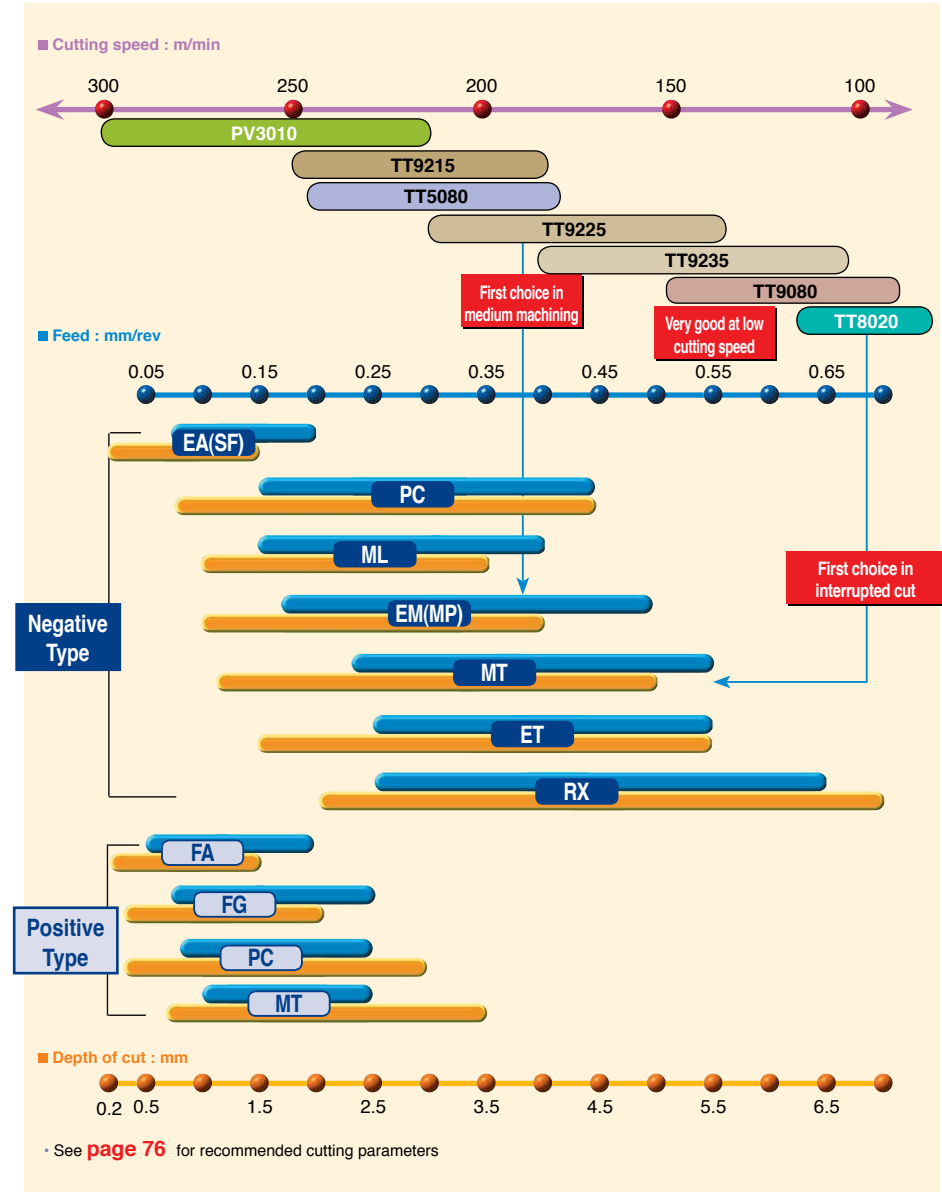 Cutting speed : m/min
300 250 200 150 100
PV3010
TT9215
TT5080
TT9225
TT9235
TT9080
TT8020
First choice in
medium machining
Very good at low
cutting speed
Feed : mm/rev
0.05 0.15 0.25 0.35 0.45 0.55 0.65
EA(SF)
PC
ML
First choice in
interrupted cut
EM(MP)
Negative
Type
MT
ET
RX
FA
FG
Positive
Type
PC
MT
Depth of cut : mm
0.2 0.5 1.5 2.5 3.5 4.5 5.5 6.5
• See page 76 for recommended cutting parameters